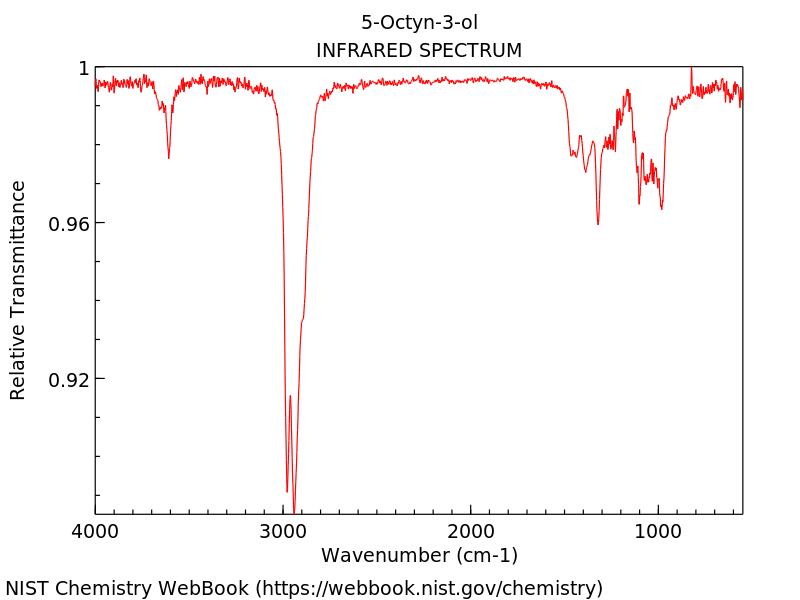 5-Octyn-3-ol
INFRARED SPECTRUM
1
0.96
0.92
Relative Transmittance
4000 3000 2000 1000
Wavenumber (cm-1)
NIST Chemistry WebBook (https://webbook.nist.gov/chemistry)